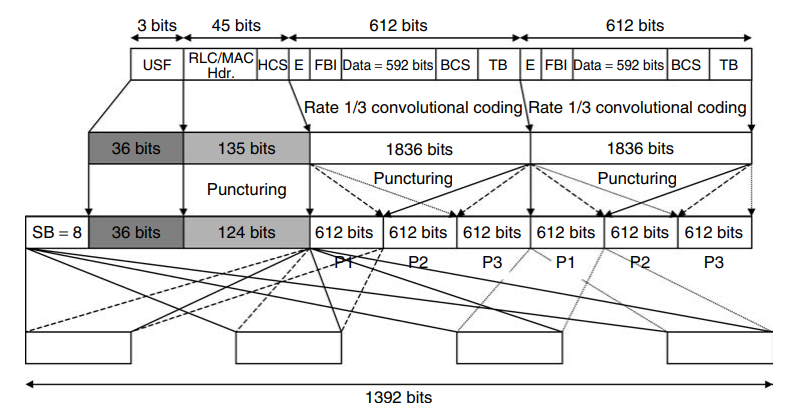 3 bits 45 bits 612 bits 612 bits
USF RLC/MAC Hdr. HCS E FBI Data = 592 bits BCS TB E FBI Data = 592 bits BCS TB
Rate 1/3 convolutional coding Rate 1/3 convolutional coding
36 bits 135 bits 1836 bits 1836 bits
Puncturing Puncturing Puncturing
SB = 8 36 bits 124 bits 612 bits 612 bits 612 bits 612 bits 612 bits 612 bits
P1 P2 P3 P1 P2 P3
1392 bits